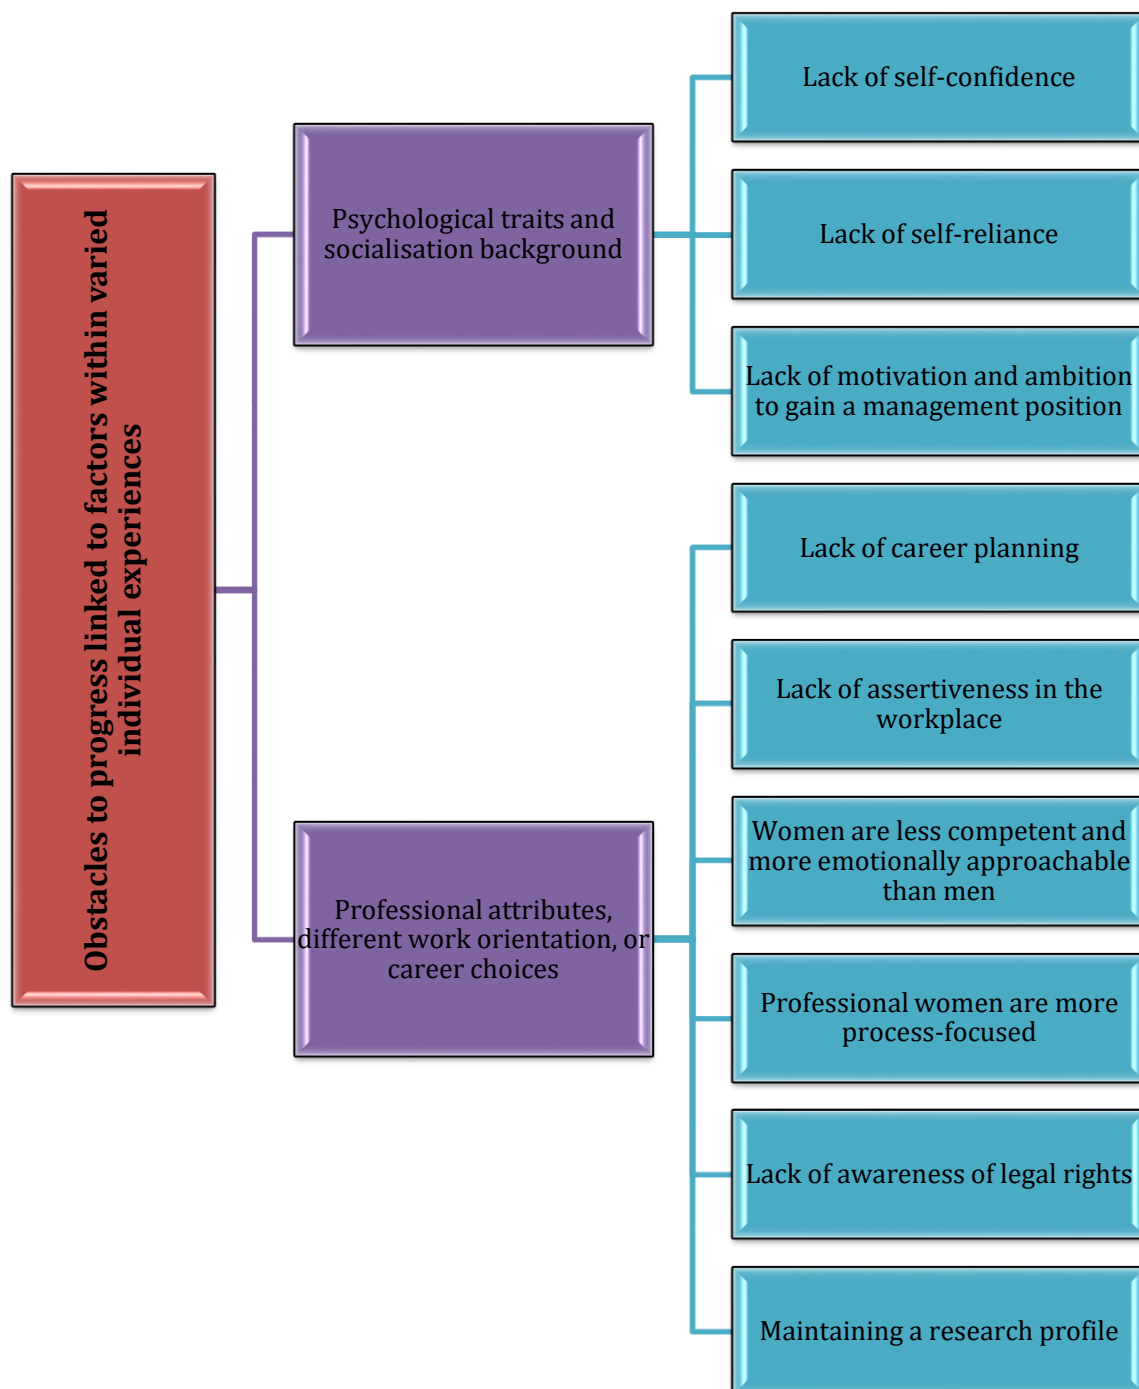 Obstacles to progress linked to factors within varied
individual experiences
Psychological traits and
socialisation background
Lack of self-confidence
Lack of self-reliance
Lack of motivation and ambition
to gain a management position
Professional attributes,
different work orientation, or
career choices
Lack of career planning
Lack of assertiveness in the
workplace
Women are less competent and
more emotionally approachable
than men
Professional women are more
process-focused
Lack of awareness of legal rights
Maintaining a research profile